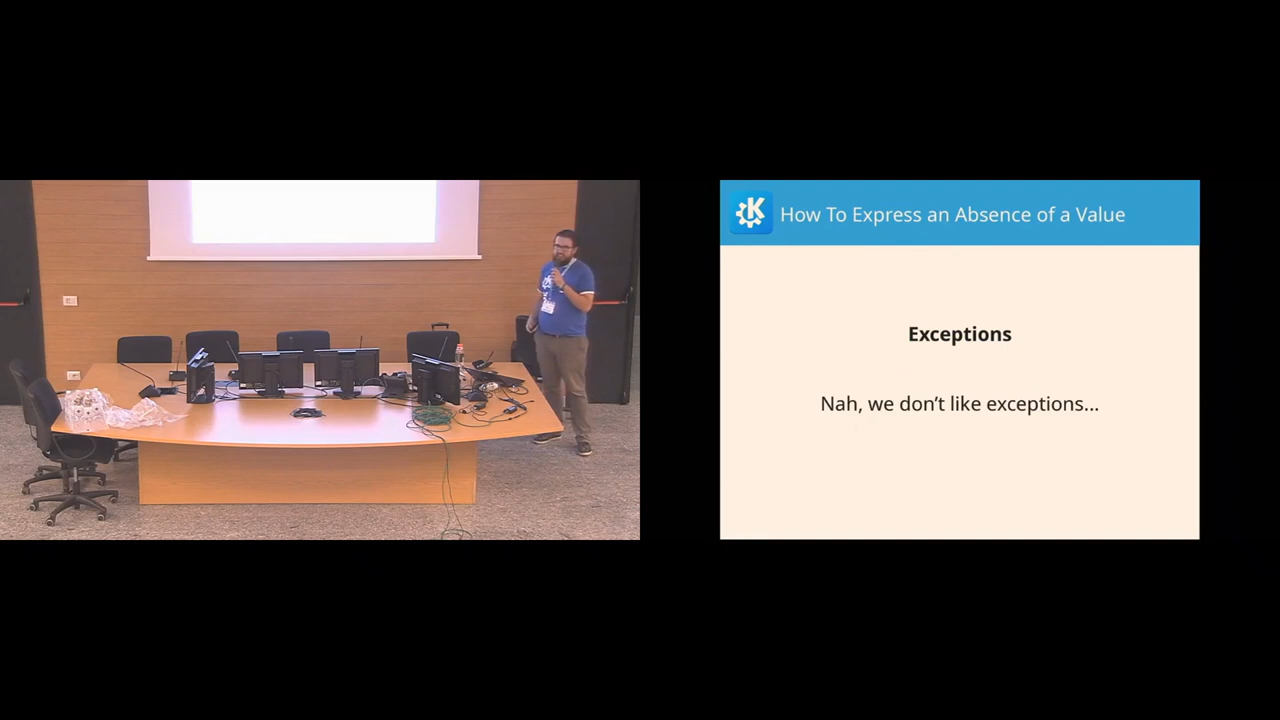 How To Express an Absence of a Value
Exceptions
Nah, we don't like exceptions...